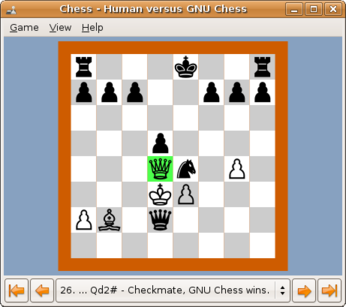 Chess - Human versus GNU Chess
Game View Help
26. ... Qd2# - Checkmate, GNU Chess wins.